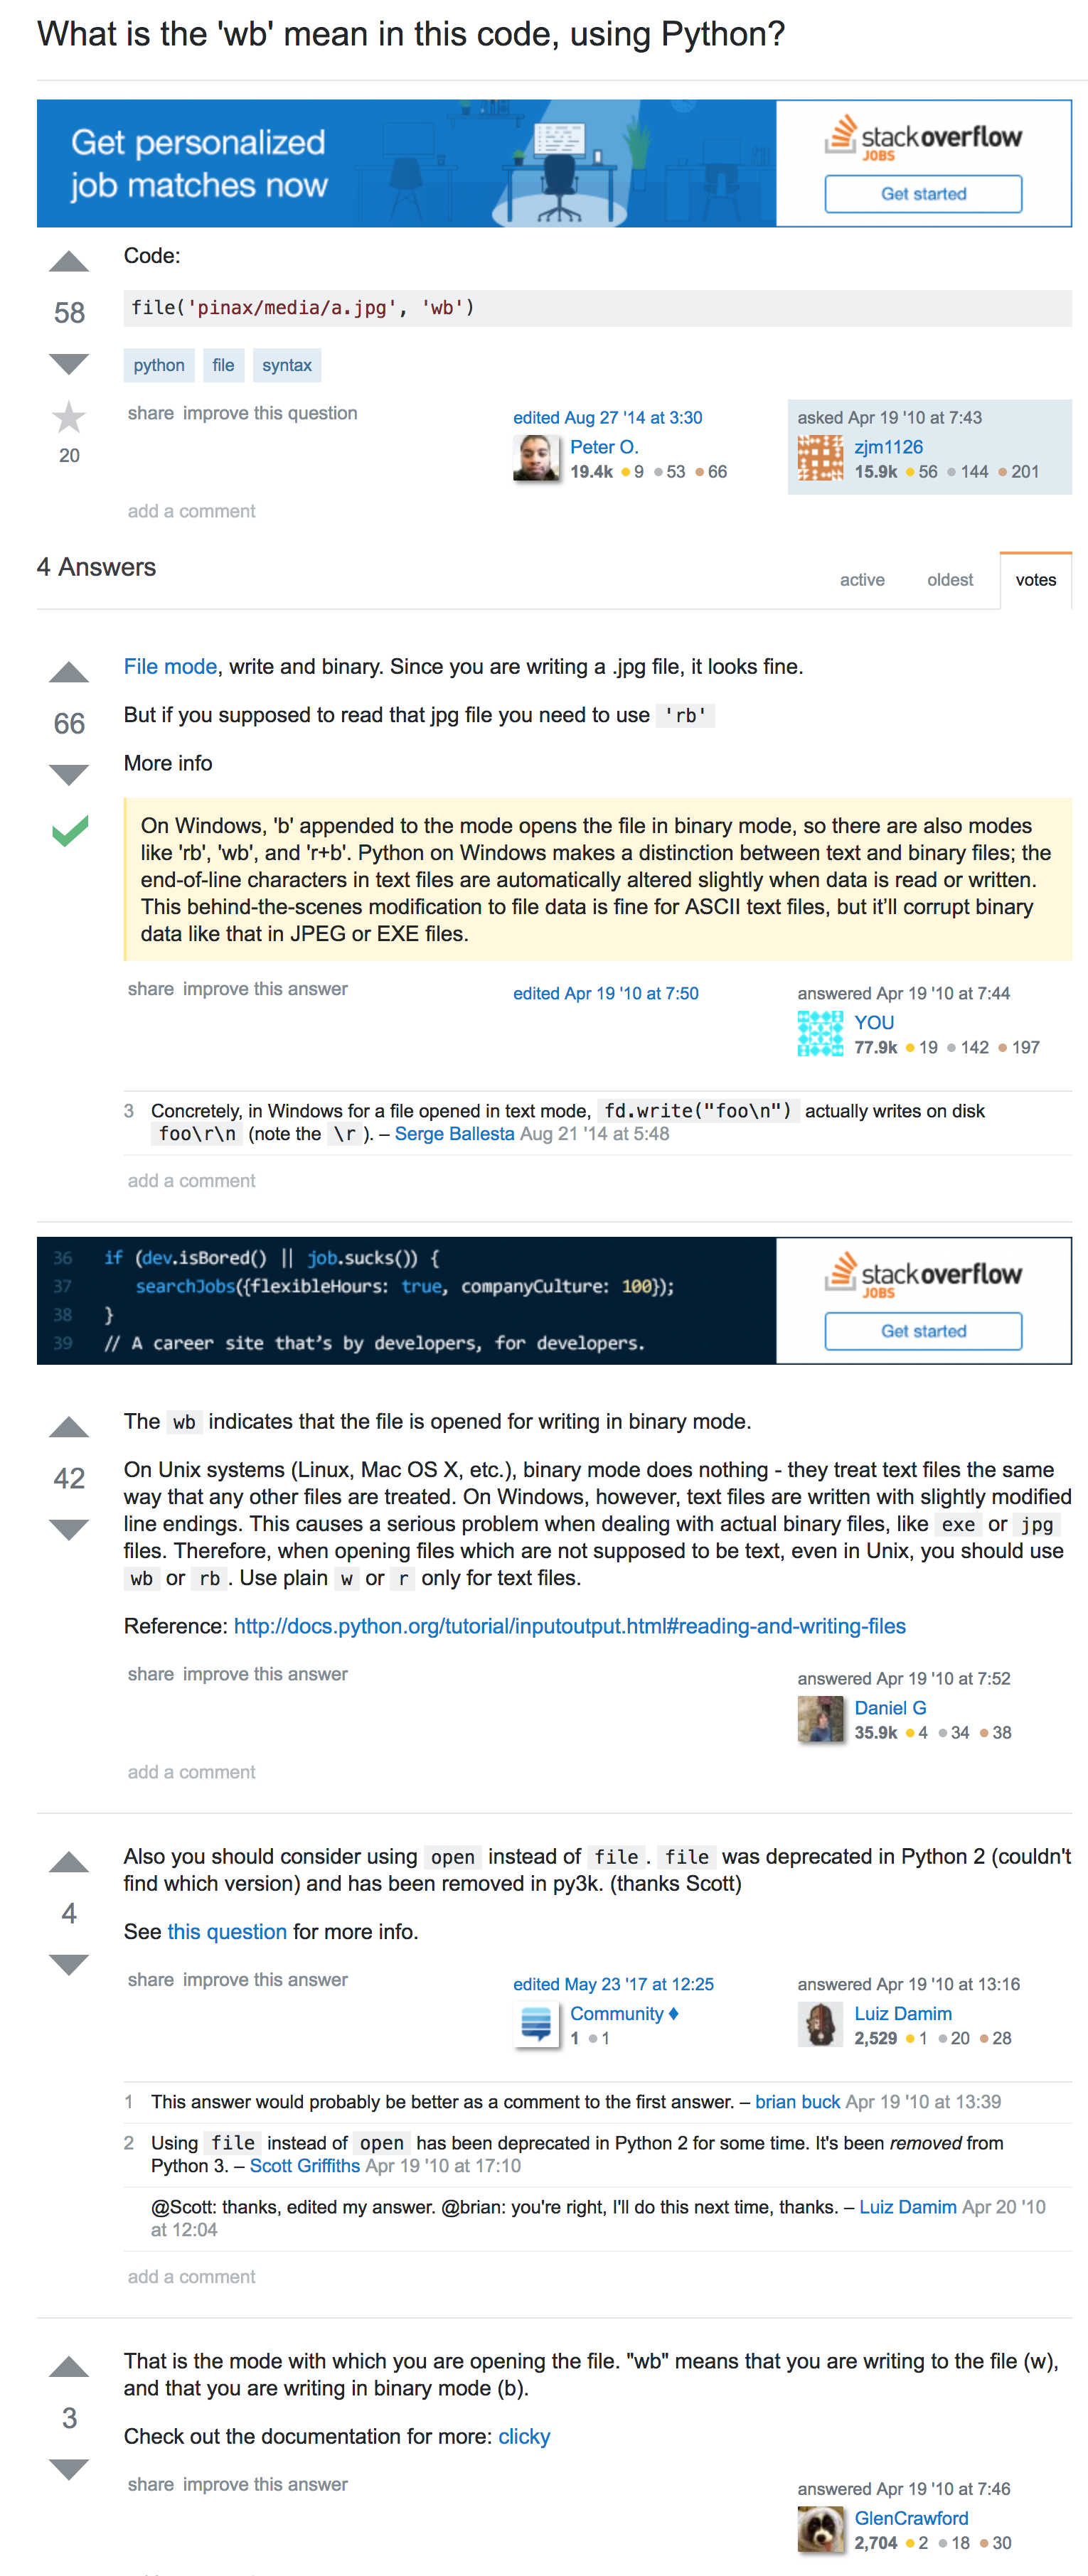 What is the 'wb' mean in this code, using Python?
Get personalized
job matches now
stackoverflow
JOBS
Get started
Code:
58
file('pinax/media/a.jpg', 'wb')
python file syntax
share improve this question
edited Aug 27 '14 at 3:30
Peter O.
19.4k 9 53 66
asked Apr 19 '10 at 7:43
zjm1126
15.9k 56 144 201
20
add a comment
4 Answers
active oldest votes
66
File mode, write and binary. Since you are writing a .jpg file, it looks fine.
But if you supposed to read that jpg file you need to use 'rb'
More info
On Windows, 'b' appended to the mode opens the file in binary mode, so there are also modes
like 'rb', 'wb', and 'r+b'. Python on Windows makes a distinction between text and binary files; the
end-of-line characters in text files are automatically altered slightly when data is read or written.
This behind-the-scenes modification to file data is fine for ASCII text files, but it’ll corrupt binary
data like that in JPEG or EXE files.
share improve this answer
edited Apr 19 '10 at 7:50
answered Apr 19 '10 at 7:44
YOU
77.9k 19 142 197
3 Concretely, in Windows for a file opened in text mode, fd.write("foo\n") actually writes on disk
foo\r\n (note the \r ). – Serge Ballesta Aug 21 '14 at 5:48
add a comment
36 if (dev.isBored() || job.sucks()) {
37 searchJobs({flexibleHours: true, companyCulture: 100});
38 }
39 // A career site that’s by developers, for developers.
stackoverflow
JOBS
Get started
42
The wb indicates that the file is opened for writing in binary mode.
On Unix systems (Linux, Mac OS X, etc.), binary mode does nothing - they treat text files the same
way that any other files are treated. On Windows, however, text files are written with slightly modified
line endings. This causes a serious problem when dealing with actual binary files, like exe or jpg
files. Therefore, when opening files which are not supposed to be text, even in Unix, you should use
wb or rb . Use plain w or r only for text files.
Reference: http://docs.python.org/tutorial/inputoutput.html#reading-and-writing-files
share improve this answer
answered Apr 19 '10 at 7:52
Daniel G
35.9k 4 34 38
add a comment
4
Also you should consider using open instead of file . file was deprecated in Python 2 (couldn't
find which version) and has been removed in py3k. (thanks Scott)
See this question for more info.
share improve this answer
edited May 23 '17 at 12:25
Community ♦
1 1
answered Apr 19 '10 at 13:16
Luiz Damim
2,529 1 20 28
1 This answer would probably be better as a comment to the first answer. – brian buck Apr 19 '10 at 13:39
2 Using file instead of open has been deprecated in Python 2 for some time. It's been removed from
Python 3. – Scott Griffiths Apr 19 '10 at 17:10
@Scott: thanks, edited my answer. @brian: you're right, I'll do this next time, thanks. – Luiz Damim Apr 20 '10
at 12:04
add a comment
3
That is the mode with which you are opening the file. "wb" means that you are writing to the file (w),
and that you are writing in binary mode (b).
Check out the documentation for more: clicky
share improve this answer
answered Apr 19 '10 at 7:46
GlenCrawford
2,704 2 18 30